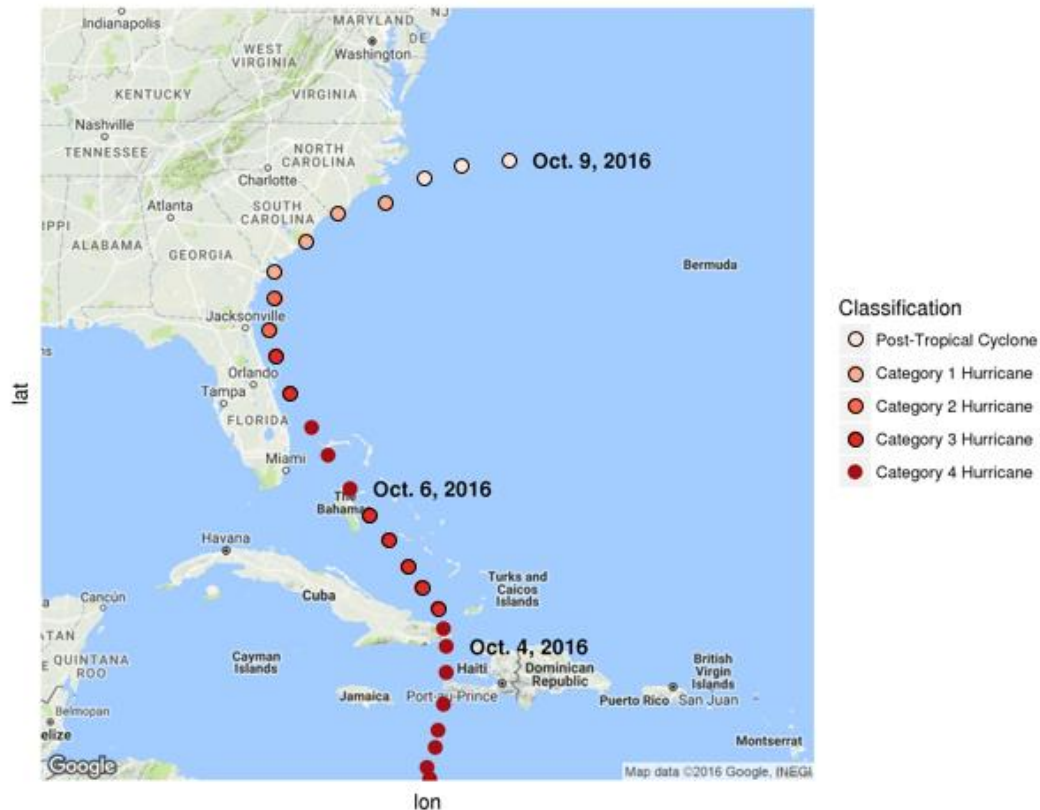 Indianapolis
MARYLAND
NJ
DE
Washington
WEST
VIRGINIA
KENTUCKY
VIRGINIA
Nashville
TENNESSEE
NORTH
CAROLINA
Oct. 9, 2016
Charlotte
Atlanta
SOUTH
CAROLINA
IPPI
ALABAMA
GEORGIA
Bermuda
Jacksonville
ns
Orlando
Tampa
FLORIDA
Miami
Oct. 6, 2016
The
Bahamas
Havana
Cancún
a
Cuba
Turks and
Caicos
Islands
TAN
QUINTANA
ROO
E
Cayman
Islands
Oct. 4, 2016
Haiti
Dominican
Republic
British
Virgin
Islands
Jamaica
Port-au-Prince
Puerto Rico
San Juan
Belmopan
elize
Montserrat
Google
Map data ©2016 Google, INEGI
lat
lon
Classification
Post-Tropical Cyclone
Category 1 Hurricane
Category 2 Hurricane
Category 3 Hurricane
Category 4 Hurricane